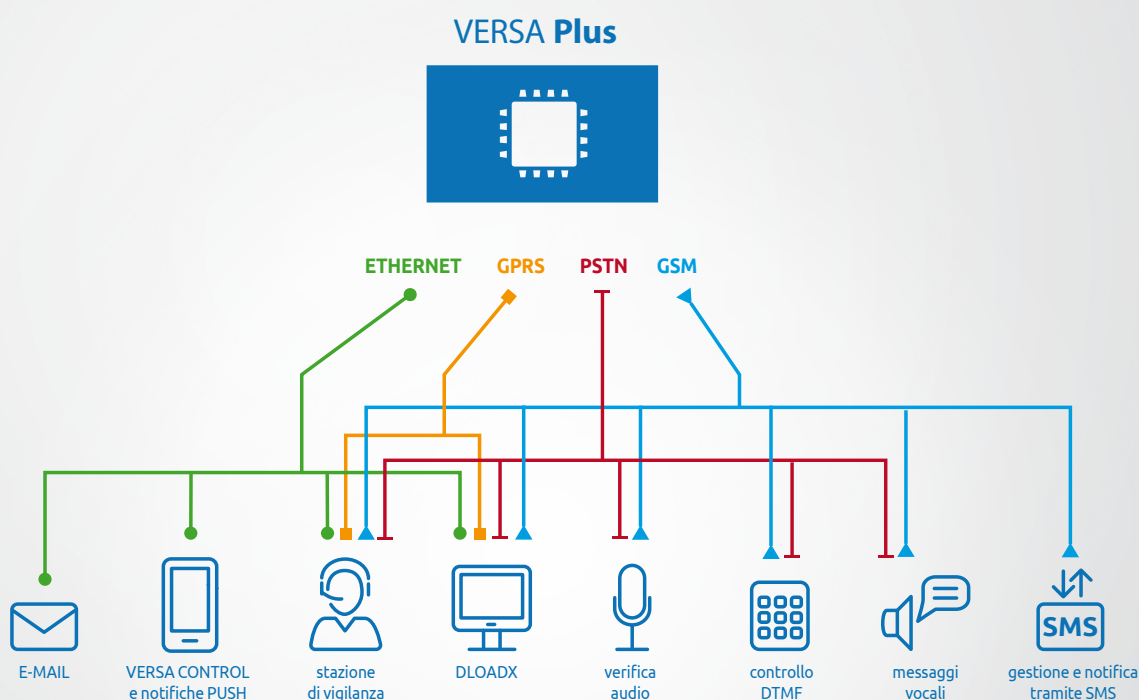 VERSA Plus
ETHERNET GPRS PSTN GSM
SMS
E-MAIL
VERSA CONTROL
e notifiche PUSH
stazione
di vigilanza
DLOADX
verifica
audio
controllo
DTMF
messaggi
vocali
gestione e notifica
tramite SMS